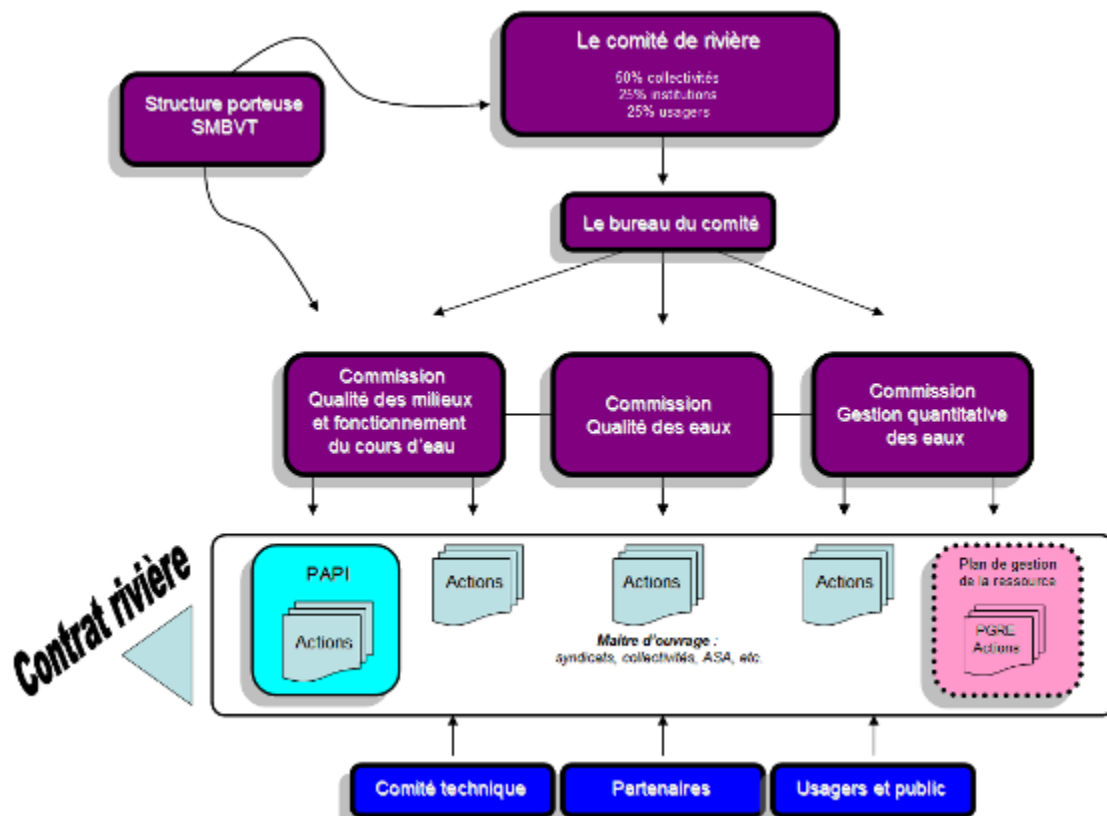 Le comité de rivière
50% collectivités
25% institutions
25% usagers
Structure porteuse
SMBVT
Le bureau du comité
Commission
Qualité des milieux
et fonctionnement
du cours d'eau
Commission
Qualité des eaux
Commission
Gestion quantitative
des eaux
Contrat rivière
PAPI
Actions
Actions
Actions
Actions
Plan de gestion
de la ressource
PGRE
Actions
Maître d'ouvrage :
syndicats, collectivités, ASA, etc.
Comité technique
Partenaires
Usagers et public